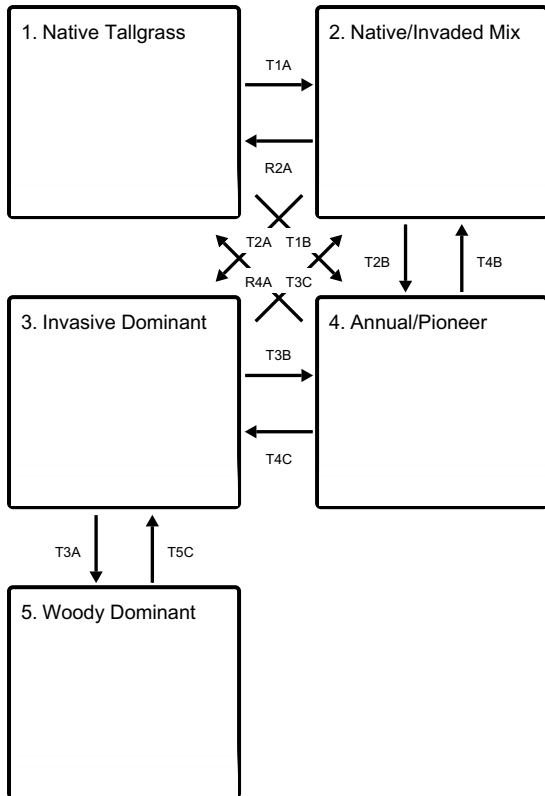 1. Native Tallgrass
2. Native/Invaded Mix
T1A
R2A
T2A
T1B
T2B
T4B
R4A
T3C
3. Invasive Dominant
4. Annual/Pioneer
T3B
T4C
T3A
T5C
5. Woody Dominant